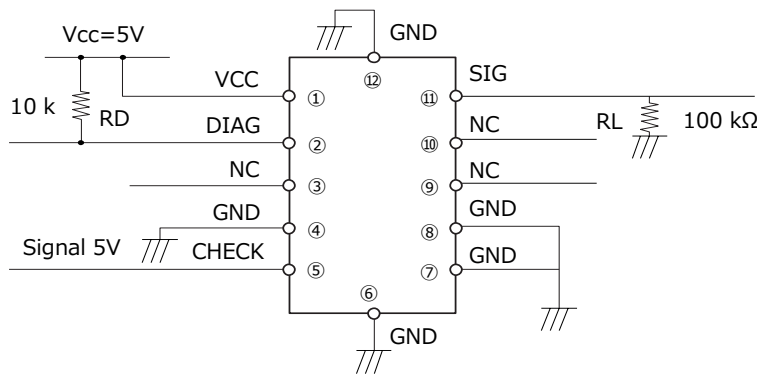 GND
Vcc=5V
⑫
VCC
SIG
①
⑪
10 k
RD
RL
100 kΩ
DIAG
NC
②
⑩
NC
NC
③
⑨
GND
GND
④
⑧
Signal 5V
CHECK
GND
⑤
⑦
⑥
GND